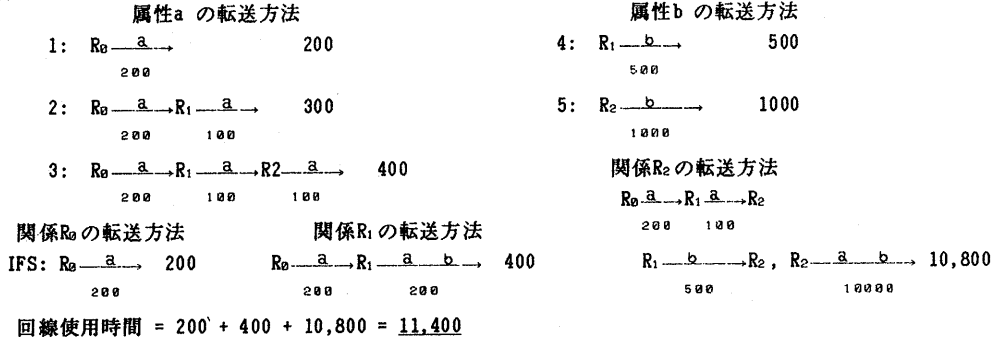 属性a の転送方法
属性b の転送方法
1: R₀ —a→ 200
200
4: R₁ —b→ 500
500
2: R₀ —a→R₁ —a→ 300
200 100
5: R₂ —b→ 1000
1000
3: R₀ —a→R₁ —a→R2 —a→ 400
200 100 100
関係R₂の転送方法
R₀ —a→R₁ —a→R₂
200 100
関係R₀の転送方法
関係R₁の転送方法
IFS: R₀ —a→ 200
200
R₀ —a→R₁ —a b→ 400
200 200
R₁ —b→R₂, R₂ —a b→ 10,800
500 10000
回線使用時間 = 200 + 400 + 10,800 = 11,400